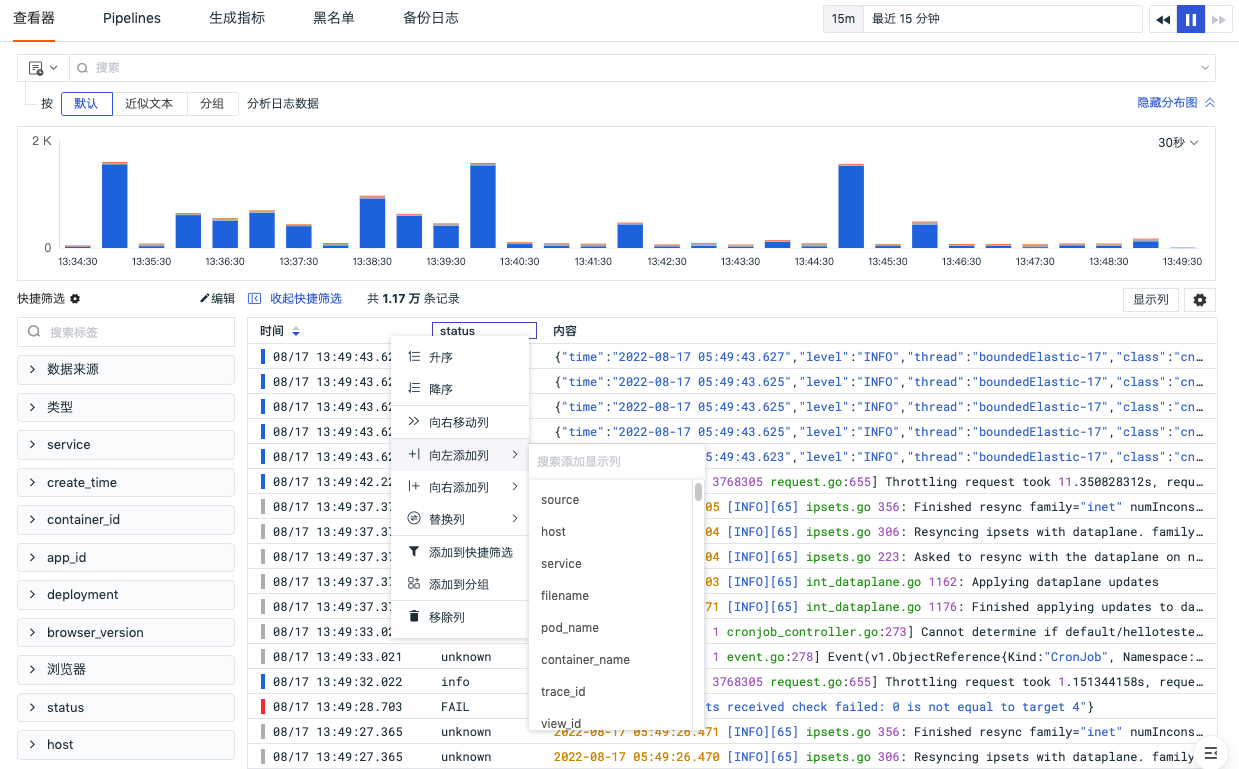 查看器 Pipelines 生成指标 黑名单 备份日志 15m 最近 15 分钟
搜索
按 默认 近似文本 分组 分析日志数据 隐藏分布图
2 K 30秒
0
13:34:30 13:35:30 13:36:30 13:37:30 13:38:30 13:39:30 13:40:30 13:41:30 13:42:30 13:43:30 13:44:30 13:45:30 13:46:30 13:47:30 13:48:30 13:49:30
快捷筛选 编辑 收起快捷筛选 共 1.17 万 条记录 显示列
搜索标签
数据来源
类型
service
create_time
container_id
app_id
deployment
browser_version
浏览器
status
host
时间 status 内容
08/17 13:49:43.62 {"time":"2022-08-17 05:49:43.627","level":"INFO","thread":"boundedElastic-17","class":"cn…
08/17 13:49:43.62 {"time":"2022-08-17 05:49:43.625","level":"INFO","thread":"boundedElastic-17","class":"cn…
08/17 13:49:43.62 {"time":"2022-08-17 05:49:43.625","level":"INFO","thread":"boundedElastic-17","class":"cn…
08/17 13:49:43.62 {"time":"2022-08-17 05:49:43.625","level":"INFO","thread":"boundedElastic-17","class":"cn…
08/17 13:49:43.62 .623","level":"INFO","thread":"boundedElastic-17","class":"cn…
08/17 13:49:42.22 3768305 request.go:655] Throttling request took 11.350828312s, requ…
08/17 13:49:37.37 05 [INFO][65] ipsets.go 356: Finished resync family="inet" numIncons…
08/17 13:49:37.37 04 [INFO][65] ipsets.go 306: Resyncing ipsets with dataplane. family…
08/17 13:49:37.37 04 [INFO][65] ipsets.go 223: Asked to resync with the dataplane on n…
08/17 13:49:37.37 03 [INFO][65] int_dataplane.go 1162: Applying dataplane updates
08/17 13:49:37.37 71 [INFO][65] int_dataplane.go 1176: Finished applying updates to da…
08/17 13:49:33.02 1 cronjob_controller.go:273] Cannot determine if default/helloteste…
08/17 13:49:33.021 unknown 1 event.go:278] Event(v1.ObjectReference{Kind:"CronJob", Namespace:…
08/17 13:49:32.022 info 3768305 request.go:655] Throttling request took 1.151344158s, reque…
08/17 13:49:28.703 FAIL ts received check failed: 0 is not equal to target 4"}
08/17 13:49:27.365 unknown 2022-08-17 05:49:26.471 [INFO][65] ipsets.go 356: Finished resync family="inet" numIncons…
08/17 13:49:27.365 unknown 2022-08-17 05:49:26.470 [INFO][65] ipsets.go 306: Resyncing ipsets with dataplane. family…
升序
降序
向右移动列
向左添加列
向右添加列
替换列
添加到快捷筛选
添加到分组
移除列
搜索添加显示列
source
host
service
filename
pod_name
container_name
trace_id
view_id